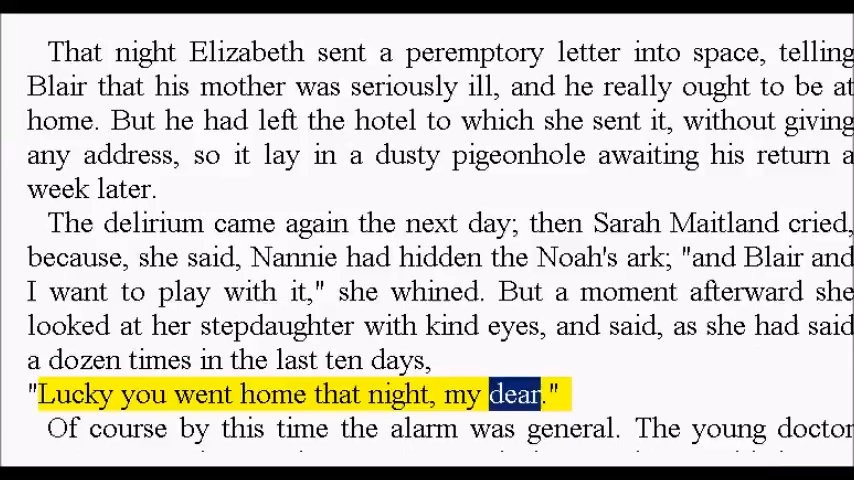 That night Elizabeth sent a peremptory letter into space, telling
Blair that his mother was seriously ill, and he really ought to be at
home. But he had left the hotel to which she sent it, without giving
any address, so it lay in a dusty pigeonhole awaiting his return a
week later.
The delirium came again the next day; then Sarah Maitland cried,
because, she said, Nannie had hidden the Noah's ark; "and Blair and
I want to play with it," she whined. But a moment afterward she
looked at her stepdaughter with kind eyes, and said, as she had said
a dozen times in the last ten days,
"Lucky you went home that night, my dear."
Of course by this time the alarm was general. The young doctor